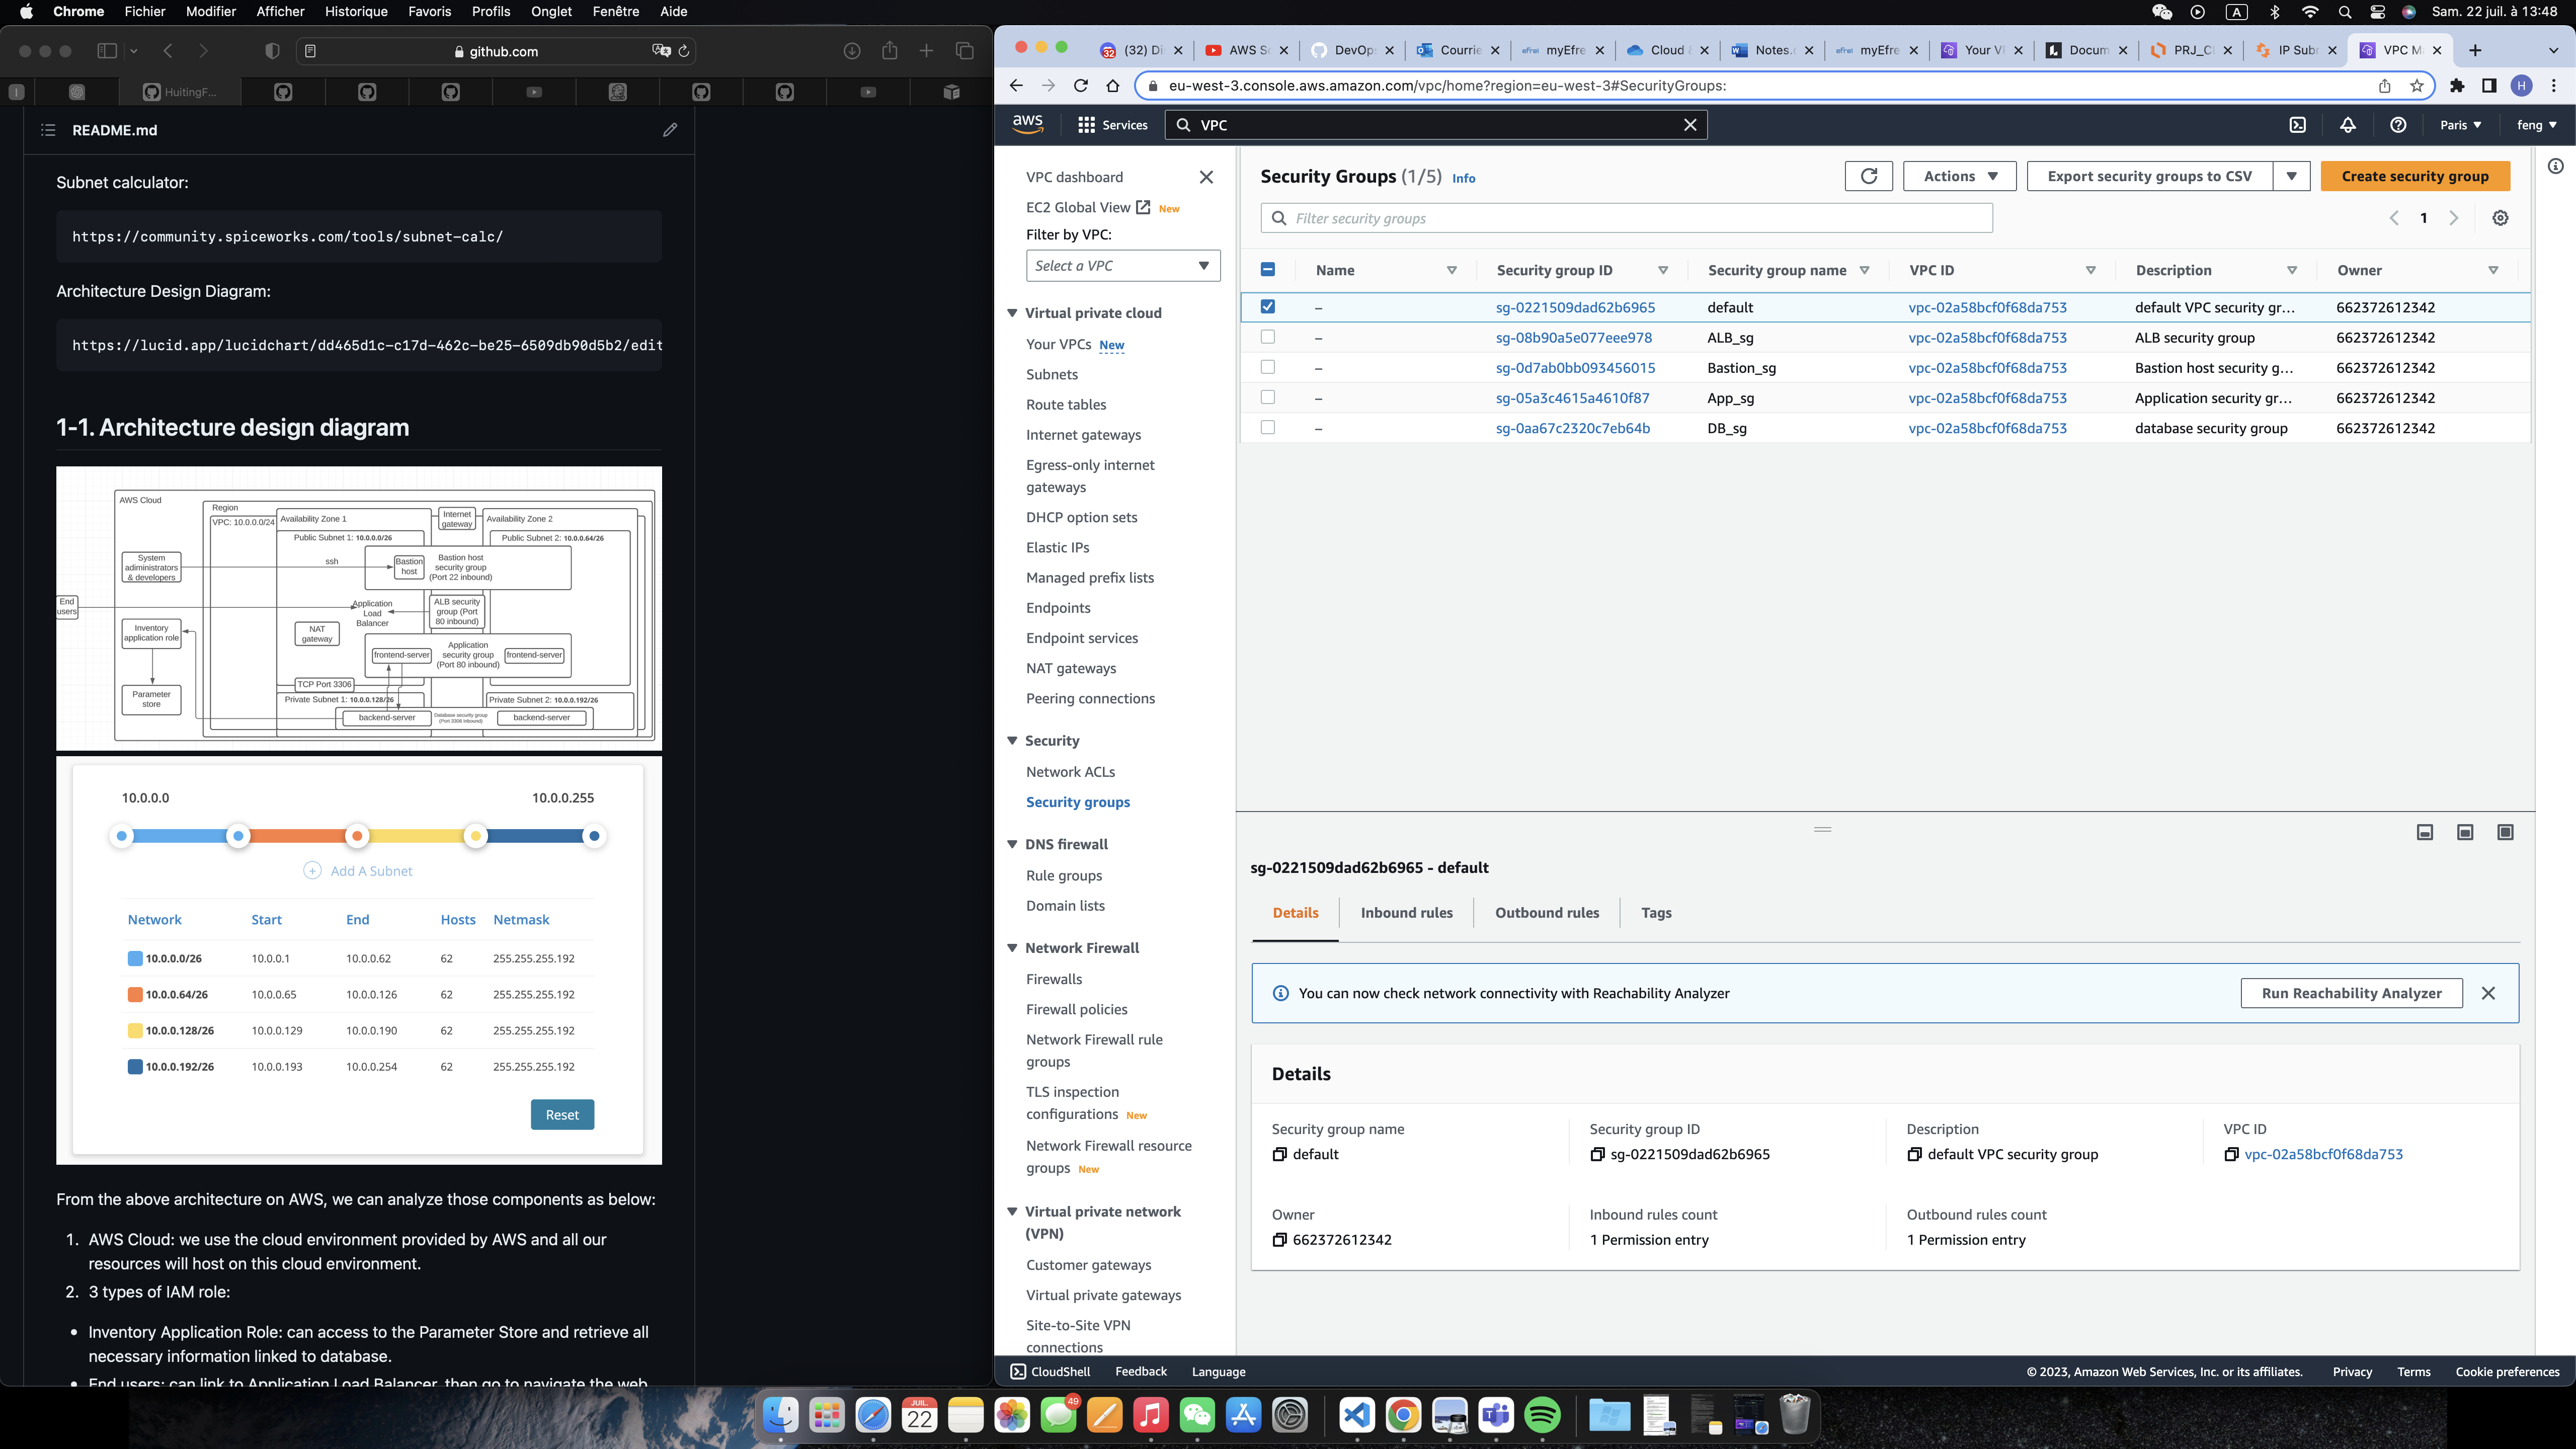 Chrome Fichier Modifier Afficher Historique Favoris Profils Onglet Fenêtre Aide
A
Sam. 22 juil. à 13:48
github.com
HuitingF...
README.md
Subnet calculator:
https://community.spiceworks.com/tools/subnet-calc/
Architecture Design Diagram:
https://lucid.app/lucidchart/dd465d1c-c17d-462c-be25-6509db90d5b2/edit
1-1. Architecture design diagram
AWS Cloud
Region
VPC: 10.0.0.0/24
Availability Zone 1
Internet gateway
Availability Zone 2
Public Subnet 1: 10.0.0.0/26
Public Subnet 2: 10.0.0.64/26
System adiministrators & developers
ssh
Bastion host
Bastion host security group (Port 22 inbound)
End users
Application Load Balancer
ALB security group (Port 80 inbound)
Inventory application role
NAT gateway
Application security group (Port 80 inbound)
frontend-server
frontend-server
TCP Port 3306
Parameter store
Private Subnet 1: 10.0.0.128/26
Private Subnet 2: 10.0.0.192/26
backend-server
Database security group (Port 3306 inbound)
backend-server
10.0.0.0
10.0.0.255
Add A Subnet
Network Start End Hosts Netmask
10.0.0.0/26 10.0.0.1 10.0.0.62 62 255.255.255.192
10.0.0.64/26 10.0.0.65 10.0.0.126 62 255.255.255.192
10.0.0.128/26 10.0.0.129 10.0.0.190 62 255.255.255.192
10.0.0.192/26 10.0.0.193 10.0.0.254 62 255.255.255.192
Reset
From the above architecture on AWS, we can analyze those components as below:
1. AWS Cloud: we use the cloud environment provided by AWS and all our
resources will host on this cloud environment.
2. 3 types of IAM role:
• Inventory Application Role: can access to the Parameter Store and retrieve all
necessary information linked to database.
• End users: can link to Application Load Balancer, then go to navigate the web
(32) Di AWS S DevOp Courrie myEfre Cloud Notes. myEfre Your V Docum PRJ_C IP Sub VPC M
eu-west-3.console.aws.amazon.com/vpc/home?region=eu-west-3#SecurityGroups:
H
aws
Services
VPC
Paris
feng
VPC dashboard
EC2 Global View New
Filter by VPC:
Select a VPC
Virtual private cloud
Your VPCs New
Subnets
Route tables
Internet gateways
Egress-only internet
gateways
DHCP option sets
Elastic IPs
Managed prefix lists
Endpoints
Endpoint services
NAT gateways
Peering connections
Security
Network ACLs
Security groups
DNS firewall
Rule groups
Domain lists
Network Firewall
Firewalls
Firewall policies
Network Firewall rule
groups
TLS inspection
configurations New
Network Firewall resource
groups New
Virtual private network
(VPN)
Customer gateways
Virtual private gateways
Site-to-Site VPN
connections
Security Groups (1/5) Info
Actions
Export security groups to CSV
Create security group
Filter security groups
1
Name Security group ID Security group name VPC ID Description Owner
– sg-0221509dad62b6965 default vpc-02a58bcf0f68da753 default VPC security gr... 662372612342
– sg-08b90a5e077eee978 ALB_sg vpc-02a58bcf0f68da753 ALB security group 662372612342
– sg-0d7ab0bb093456015 Bastion_sg vpc-02a58bcf0f68da753 Bastion host security g... 662372612342
– sg-05a3c4615a4610f87 App_sg vpc-02a58bcf0f68da753 Application security gr... 662372612342
– sg-0aa67c2320c7eb64b DB_sg vpc-02a58bcf0f68da753 database security group 662372612342
sg-0221509dad62b6965 - default
Details Inbound rules Outbound rules Tags
You can now check network connectivity with Reachability Analyzer
Run Reachability Analyzer
Details
Security group name Security group ID Description VPC ID
default sg-0221509dad62b6965 default VPC security group vpc-02a58bcf0f68da753
Owner Inbound rules count Outbound rules count
662372612342 1 Permission entry 1 Permission entry
CloudShell Feedback Language
© 2023, Amazon Web Services, Inc. or its affiliates. Privacy Terms Cookie preferences
JUIL.
22
49